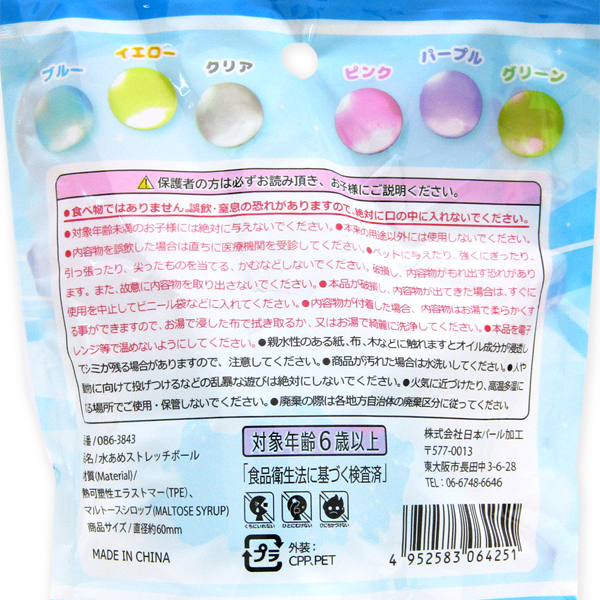 ブルー
イエロー
クリア
ピンク
パープル
グリーン
保護者の方は必ずお読み頂き、お子様にご説明ください。
●食べ物ではありません。誤飲・窒息の恐れがありますので、絶対に口の中に入れないでください。
●対象年齢未満のお子様には絶対に与えないでください。●本来の用途以外には使用しないでください。
●内容物を誤飲した場合は直ちに医療機関を受診してください。●ペットに与えたり、強くにぎったり、
引っ張ったり、尖ったものを当てる、かむなどしないでください。破損し、内容物がもれ出す恐れがあり
ます。また、故意に内容物を取り出さないでください。●本品が破損し、内容物が出てきた場合は、すぐに
使用を中止してビニール袋などに入れてください。●内容物が付着した場合、内容物はお湯で柔らかくす
る事ができますので、お湯で浸した布で拭き取るか、又はお湯で綺麗に洗浄してください。●本品を電子
レンジ等で温めないようにしてください。●親水性のある紙、布、木などに触れますとオイル成分が浸透し
てシミが残る場合がありますので、注意してください。●商品が汚れた場合は水洗いしてください。●人や
動物に向けて投げつけるなどの乱暴な遊びは絶対にしないでください。●火気に近づけたり、高温多湿に
る場所でご使用・保管しないでください。●廃棄の際は各地方自治体の廃棄区分に従ってください。
番/086-3843
名/水あめストレッチボール
材質(Material)/
熱可塑性エラストマー(TPE)、
マルトースシロップ(MALTOSE SYRUP)
商品サイズ/直径約60mm
MADE IN CHINA
対象年齢6歳以上
「食品衛生法に基づく検査済」
くちにいれない
ひとにむけない
ひにちかづけない
プラ
外装:
CPP.PET
株式会社日本パール加工
〒577-0013
東大阪市長田中3-6-28
TEL. 06-6748-6646
4 952583 064251